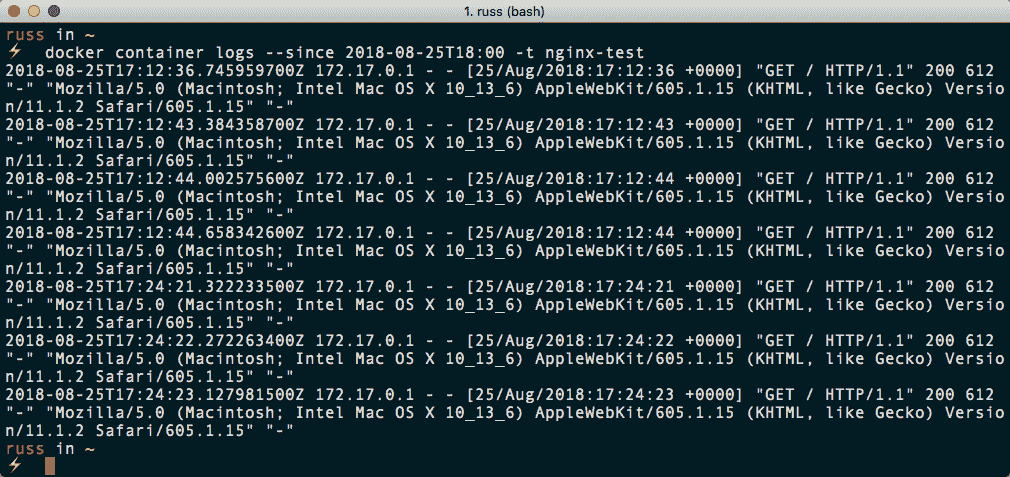 1. russ (bash)
russ in ~
⚡ docker container logs --since 2018-08-25T18:00 -t nginx-test
2018-08-25T17:12:36.745959700Z 172.17.0.1 - - [25/Aug/2018:17:12:36 +0000] "GET / HTTP/1.1" 200 612
"-" "Mozilla/5.0 (Macintosh; Intel Mac OS X 10_13_6) AppleWebKit/605.1.15 (KHTML, like Gecko) Versio
n/11.1.2 Safari/605.1.15" "-"
2018-08-25T17:12:43.384358700Z 172.17.0.1 - - [25/Aug/2018:17:12:43 +0000] "GET / HTTP/1.1" 200 612
"-" "Mozilla/5.0 (Macintosh; Intel Mac OS X 10_13_6) AppleWebKit/605.1.15 (KHTML, like Gecko) Versio
n/11.1.2 Safari/605.1.15" "-"
2018-08-25T17:12:44.002575600Z 172.17.0.1 - - [25/Aug/2018:17:12:44 +0000] "GET / HTTP/1.1" 200 612
"-" "Mozilla/5.0 (Macintosh; Intel Mac OS X 10_13_6) AppleWebKit/605.1.15 (KHTML, like Gecko) Versio
n/11.1.2 Safari/605.1.15" "-"
2018-08-25T17:12:44.658342600Z 172.17.0.1 - - [25/Aug/2018:17:12:44 +0000] "GET / HTTP/1.1" 200 612
"-" "Mozilla/5.0 (Macintosh; Intel Mac OS X 10_13_6) AppleWebKit/605.1.15 (KHTML, like Gecko) Versio
n/11.1.2 Safari/605.1.15" "-"
2018-08-25T17:24:21.322233500Z 172.17.0.1 - - [25/Aug/2018:17:24:21 +0000] "GET / HTTP/1.1" 200 612
"-" "Mozilla/5.0 (Macintosh; Intel Mac OS X 10_13_6) AppleWebKit/605.1.15 (KHTML, like Gecko) Versio
n/11.1.2 Safari/605.1.15" "-"
2018-08-25T17:24:22.272263400Z 172.17.0.1 - - [25/Aug/2018:17:24:22 +0000] "GET / HTTP/1.1" 200 612
"-" "Mozilla/5.0 (Macintosh; Intel Mac OS X 10_13_6) AppleWebKit/605.1.15 (KHTML, like Gecko) Versio
n/11.1.2 Safari/605.1.15" "-"
2018-08-25T17:24:23.127981500Z 172.17.0.1 - - [25/Aug/2018:17:24:23 +0000] "GET / HTTP/1.1" 200 612
"-" "Mozilla/5.0 (Macintosh; Intel Mac OS X 10_13_6) AppleWebKit/605.1.15 (KHTML, like Gecko) Versio
n/11.1.2 Safari/605.1.15" "-"
russ in ~
⚡